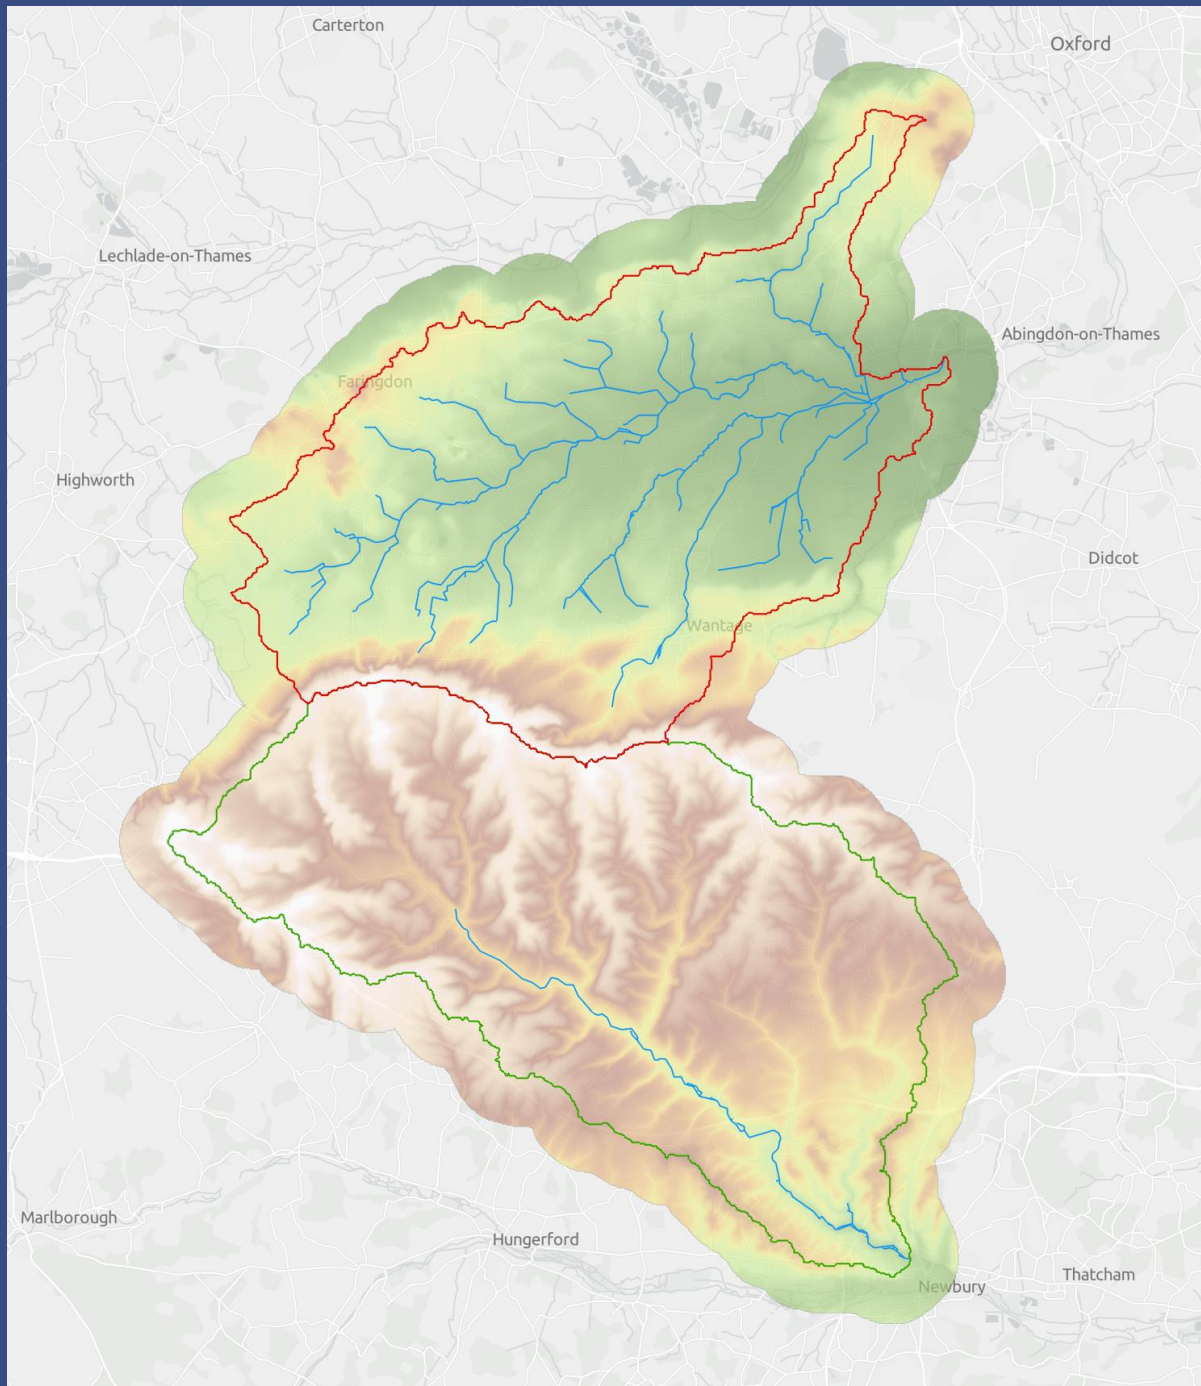 Carterton
Oxford
Lechlade-on-Thames
Abingdon-on-Thames
Faringdon
Highworth
Didcot
Wantage
Marlborough
Hungerford
Thatcham
Newbury